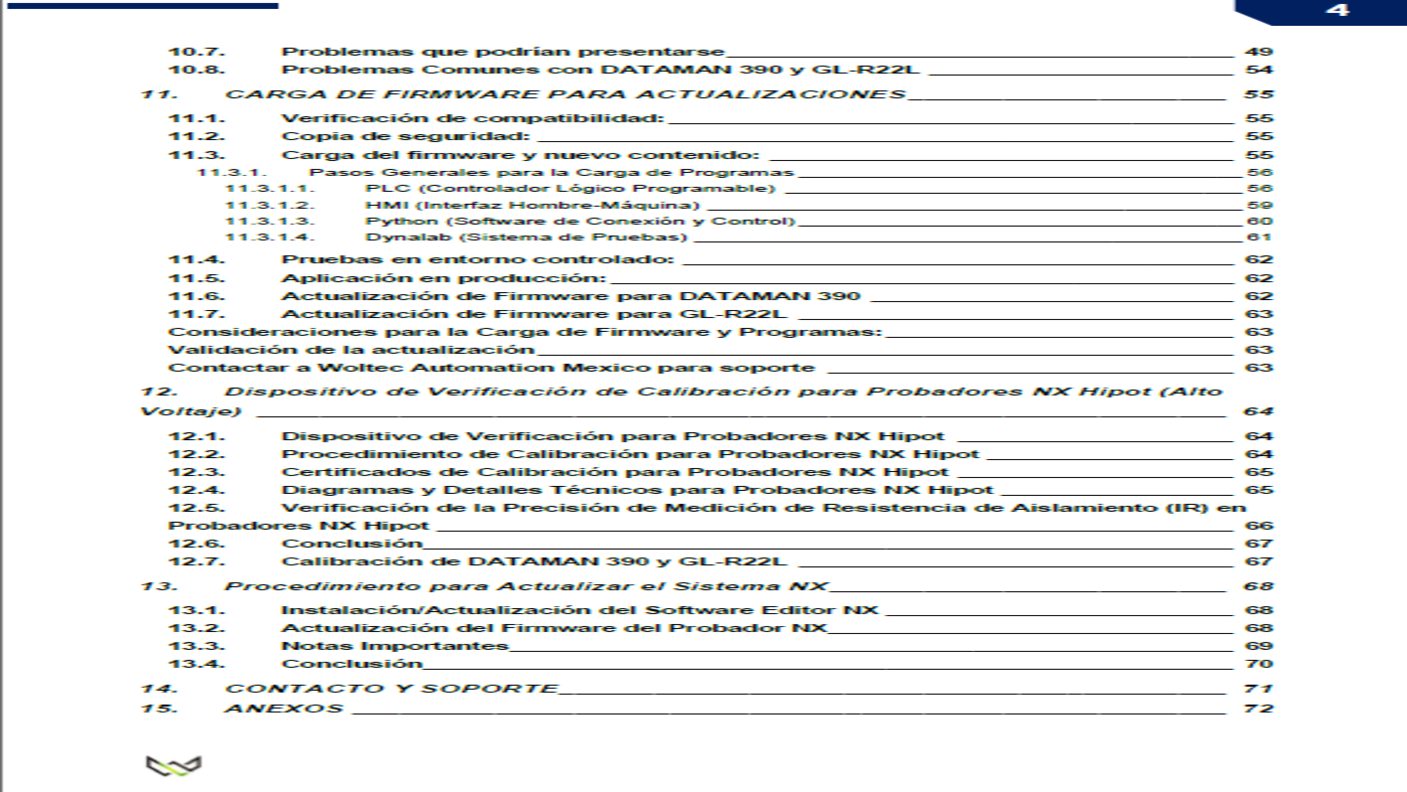 4
10.7. Problemas que podrían presentarse 49
10.8. Problemas Comunes con DATAMAN 390 y GL-R22L 54
11. CARGA DE FIRMWARE PARA ACTUALIZACIONES 55
11.1. Verificación de compatibilidad: 55
11.2. Copia de seguridad: 55
11.3. Carga del firmware y nuevo contenido: 55
11.3.1. Pasos Generales para la Carga de Programas 56
11.3.1.1. PLC (Controlador Lógico Programable) 56
11.3.1.2. HMI (Interfaz Hombre-Máquina) 59
11.3.1.3. Python (Software de Conexión y Control) 60
11.3.1.4. Dynalab (Sistema de Pruebas) 61
11.4. Pruebas en entorno controlado: 62
11.5. Aplicación en producción: 62
11.6. Actualización de Firmware para DATAMAN 390 62
11.7. Actualización de Firmware para GL-R22L 63
Consideraciones para la Carga de Firmware y Programas: 63
Validación de la actualización 63
Contactar a Woltec Automation Mexico para soporte 63
12. Dispositivo de Verificación de Calibración para Probadores NX Hipot (Alto
Voltaje) 64
12.1. Dispositivo de Verificación para Probadores NX Hipot 64
12.2. Procedimiento de Calibración para Probadores NX Hipot 64
12.3. Certificados de Calibración para Probadores NX Hipot 65
12.4. Diagramas y Detalles Técnicos para Probadores NX Hipot 65
12.5. Verificación de la Precisión de Medición de Resistencia de Aislamiento (IR) en
Probadores NX Hipot 66
12.6. Conclusión 67
12.7. Calibración de DATAMAN 390 y GL-R22L 67
13. Procedimiento para Actualizar el Sistema NX 68
13.1. Instalación/Actualización del Software Editor NX 68
13.2. Actualización del Firmware del Probador NX 68
13.3. Notas Importantes 69
13.4. Conclusión 70
14. CONTACTO Y SOPORTE 71
15. ANEXOS 72